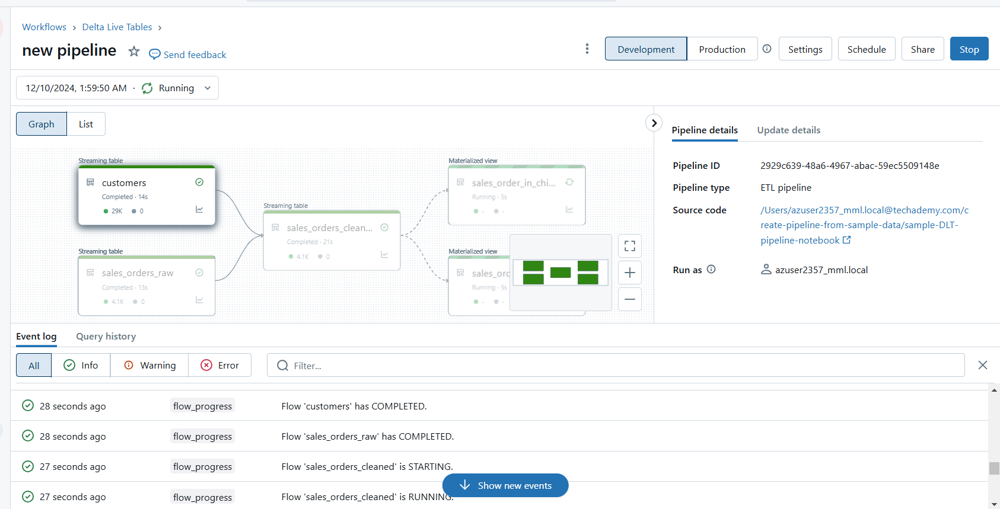 Workflows › Delta Live Tables ›
new pipeline
Send feedback
Development
Production
Settings
Schedule
Share
Stop
12/10/2024, 1:59:50 AM · Running
Graph
List
Streaming table
customers
Completed · 14s
29K
0
Streaming table
sales_orders_raw
Completed · 13s
4.1K
0
Streaming table
sales_orders_clean...
Completed · 21s
4.1K
0
Materialized view
sales_order_in_chi...
Running · 5s
-
-
Materialized view
Running · 5s
-
-
Pipeline details
Update details
Pipeline ID
2929c639-48a6-4967-abac-59ec5509148e
Pipeline type
ETL pipeline
Source code
/Users/azuser2357_mml.local@techademy.com/c
reate-pipeline-from-sample-data/sample-DLT-
pipeline-notebook
Run as
azuser2357_mml.local
Event log
Query history
All
Info
Warning
Error
Filter...
28 seconds ago
flow_progress
Flow 'customers' has COMPLETED.
28 seconds ago
flow_progress
Flow 'sales_orders_raw' has COMPLETED.
27 seconds ago
flow_progress
Flow 'sales_orders_cleaned' is STARTING.
27 seconds ago
flow_progress
Flow 'sales_orders_cleaned' is RUNNING.
Show new events